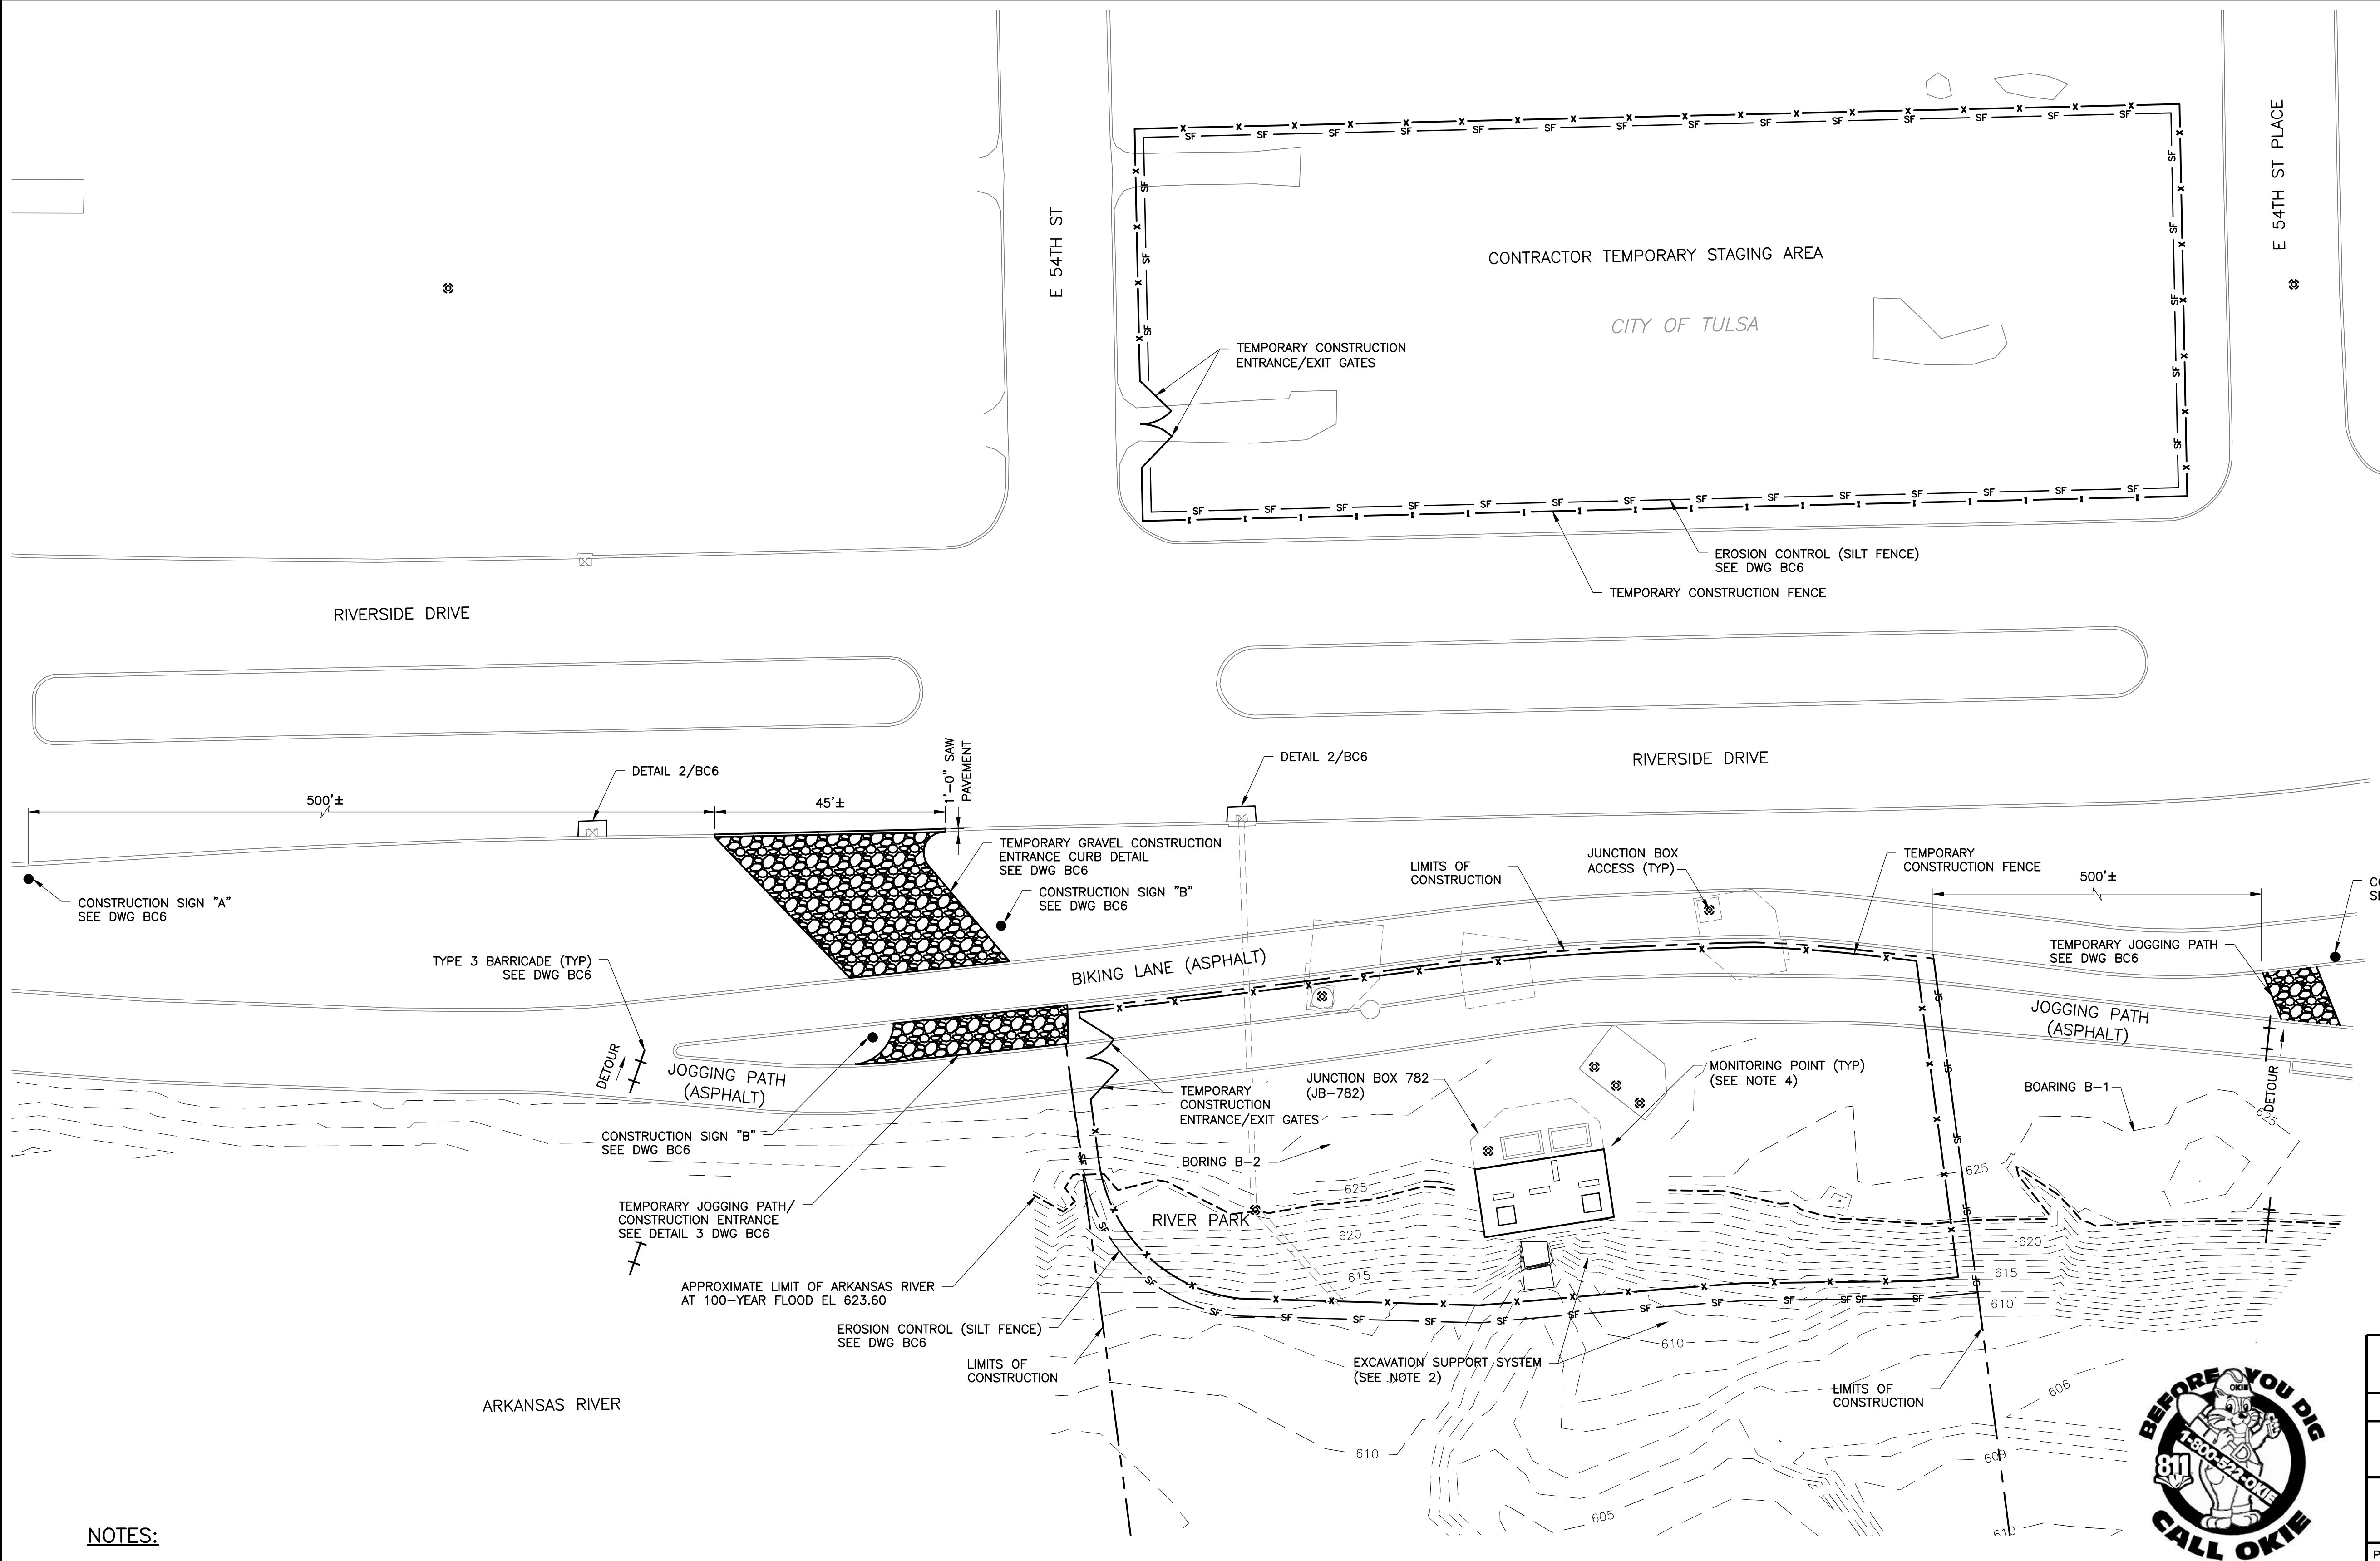 E 54TH ST
E 54TH ST PLACE
CONTRACTOR TEMPORARY STAGING AREA
CITY OF TULSA
TEMPORARY CONSTRUCTION
ENTRANCE/EXIT GATES
EROSION CONTROL (SILT FENCE)
SEE DWG BC6
TEMPORARY CONSTRUCTION FENCE
RIVERSIDE DRIVE
RIVERSIDE DRIVE
DETAIL 2/BC6
DETAIL 2/BC6
500'±
45'±
1'-0" SAW
PAVEMENT
TEMPORARY GRAVEL CONSTRUCTION
ENTRANCE CURB DETAIL
SEE DWG BC6
CONSTRUCTION SIGN "B"
SEE DWG BC6
CONSTRUCTION SIGN "A"
SEE DWG BC6
TYPE 3 BARRICADE (TYP)
SEE DWG BC6
LIMITS OF
CONSTRUCTION
JUNCTION BOX
ACCESS (TYP)
TEMPORARY
CONSTRUCTION FENCE
500'±
TEMPORARY JOGGING PATH
SEE DWG BC6
BIKING LANE (ASPHALT)
JOGGING PATH
(ASPHALT)
DETOUR
JOGGING PATH
(ASPHALT)
DETOUR
TEMPORARY
CONSTRUCTION
ENTRANCE/EXIT GATES
JUNCTION BOX 782
(JB-782)
MONITORING POINT (TYP)
(SEE NOTE 4)
BOARING B-1
CONSTRUCTION SIGN "B"
SEE DWG BC6
BORING B-2
625
625
625
RIVER PARK
TEMPORARY JOGGING PATH/
CONSTRUCTION ENTRANCE
SEE DETAIL 3 DWG BC6
620
620
615
615
610
610
APPROXIMATE LIMIT OF ARKANSAS RIVER
AT 100-YEAR FLOOD EL 623.60
EROSION CONTROL (SILT FENCE)
SEE DWG BC6
LIMITS OF
CONSTRUCTION
EXCAVATION SUPPORT SYSTEM
(SEE NOTE 2)
LIMITS OF
CONSTRUCTION
606
ARKANSAS RIVER
610
609
605
610
BEFORE YOU DIG
OKIE
1-800-522-OKIE
811
CALL OKIE
NOTES: